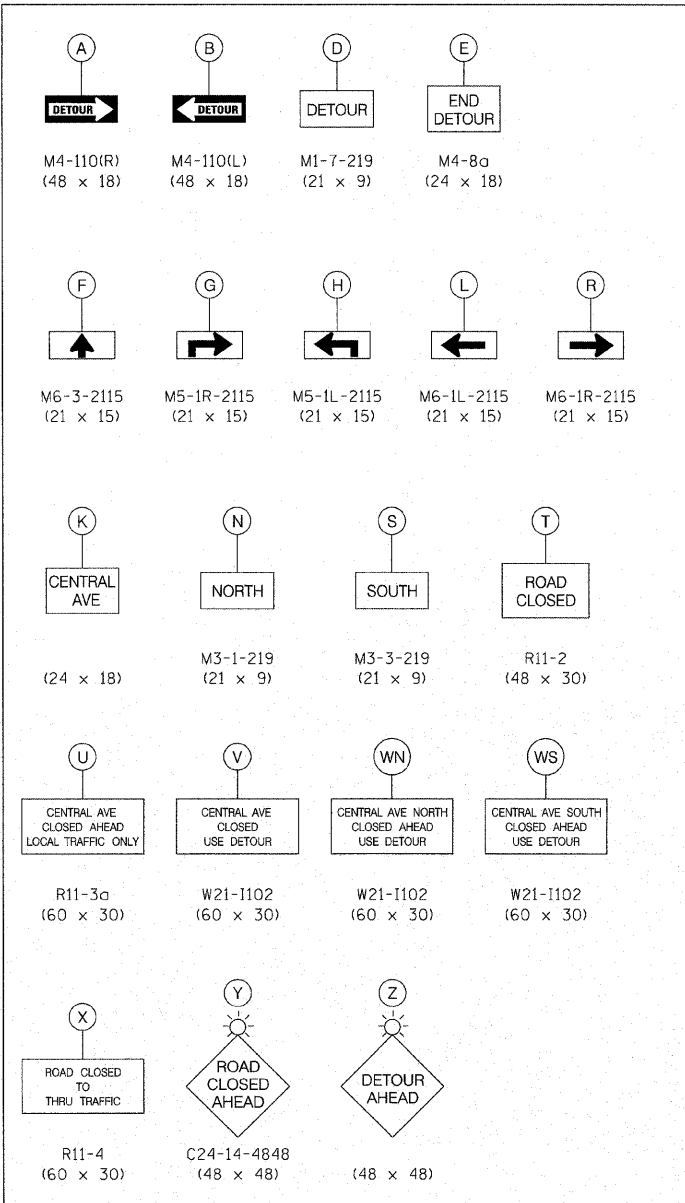 A B D E
DETOUR DETOUR DETOUR END
DETOUR
M4-110(R) M4-110(L) M1-7-219 M4-8a
(48 x 18) (48 x 18) (21 x 9) (24 x 18)
F G H L R
M6-3-2115 M5-1R-2115 M5-1L-2115 M6-1L-2115 M6-1R-2115
(21 x 15) (21 x 15) (21 x 15) (21 x 15) (21 x 15)
K N S T
CENTRAL
AVE
NORTH
SOUTH
ROAD
CLOSED
M3-1-219 M3-3-219 R11-2
(24 x 18) (21 x 9) (21 x 9) (48 x 30)
U V WN WS
CENTRAL AVE
CLOSED AHEAD
LOCAL TRAFFIC ONLY
CENTRAL AVE
CLOSED
USE DETOUR
CENTRAL AVE NORTH
CLOSED AHEAD
USE DETOUR
CENTRAL AVE SOUTH
CLOSED AHEAD
USE DETOUR
R11-3a W21-I102 W21-I102 W21-I102
(60 x 30) (60 x 30) (60 x 30) (60 x 30)
X Y Z
ROAD CLOSED
TO
THRU TRAFFIC
ROAD
CLOSED
AHEAD
DETOUR
AHEAD
R11-4 C24-14-4848
(60 x 30) (48 x 48) (48 x 48)